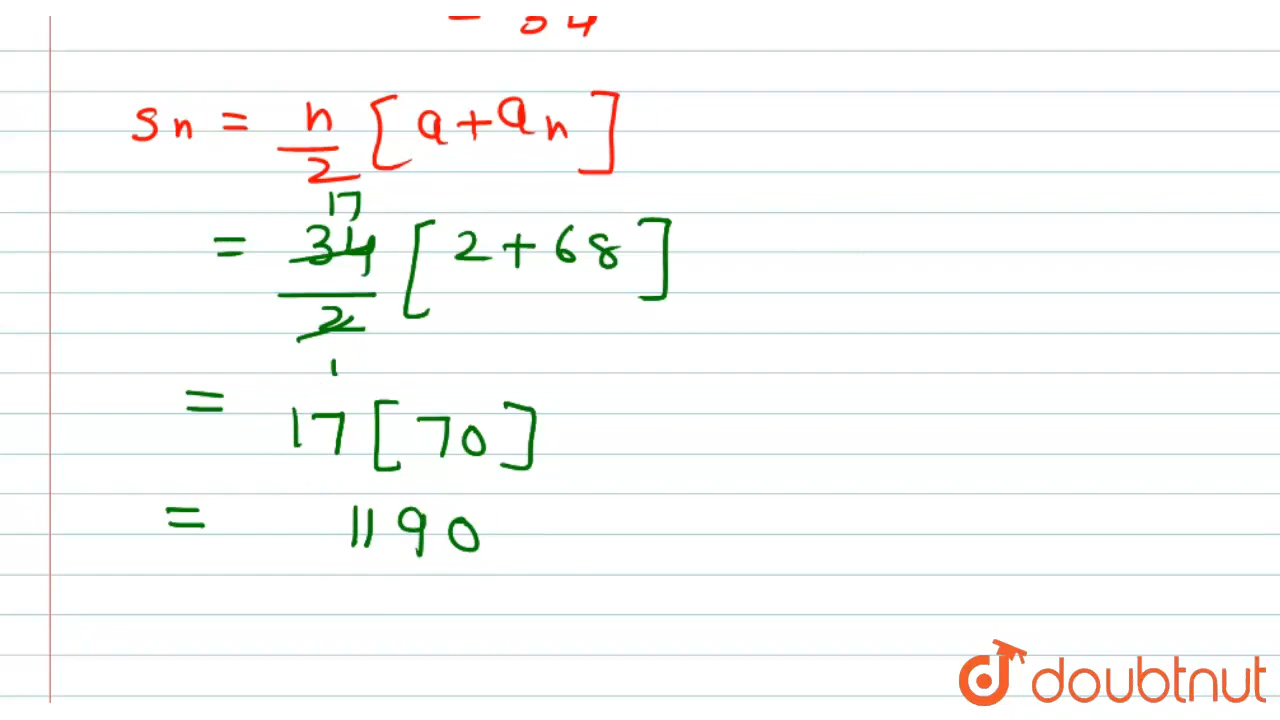 Sn = n/2 [a + an]
17
= 34/2 [2 + 68]
1
= 17 [70]
= 1190
doubtnut